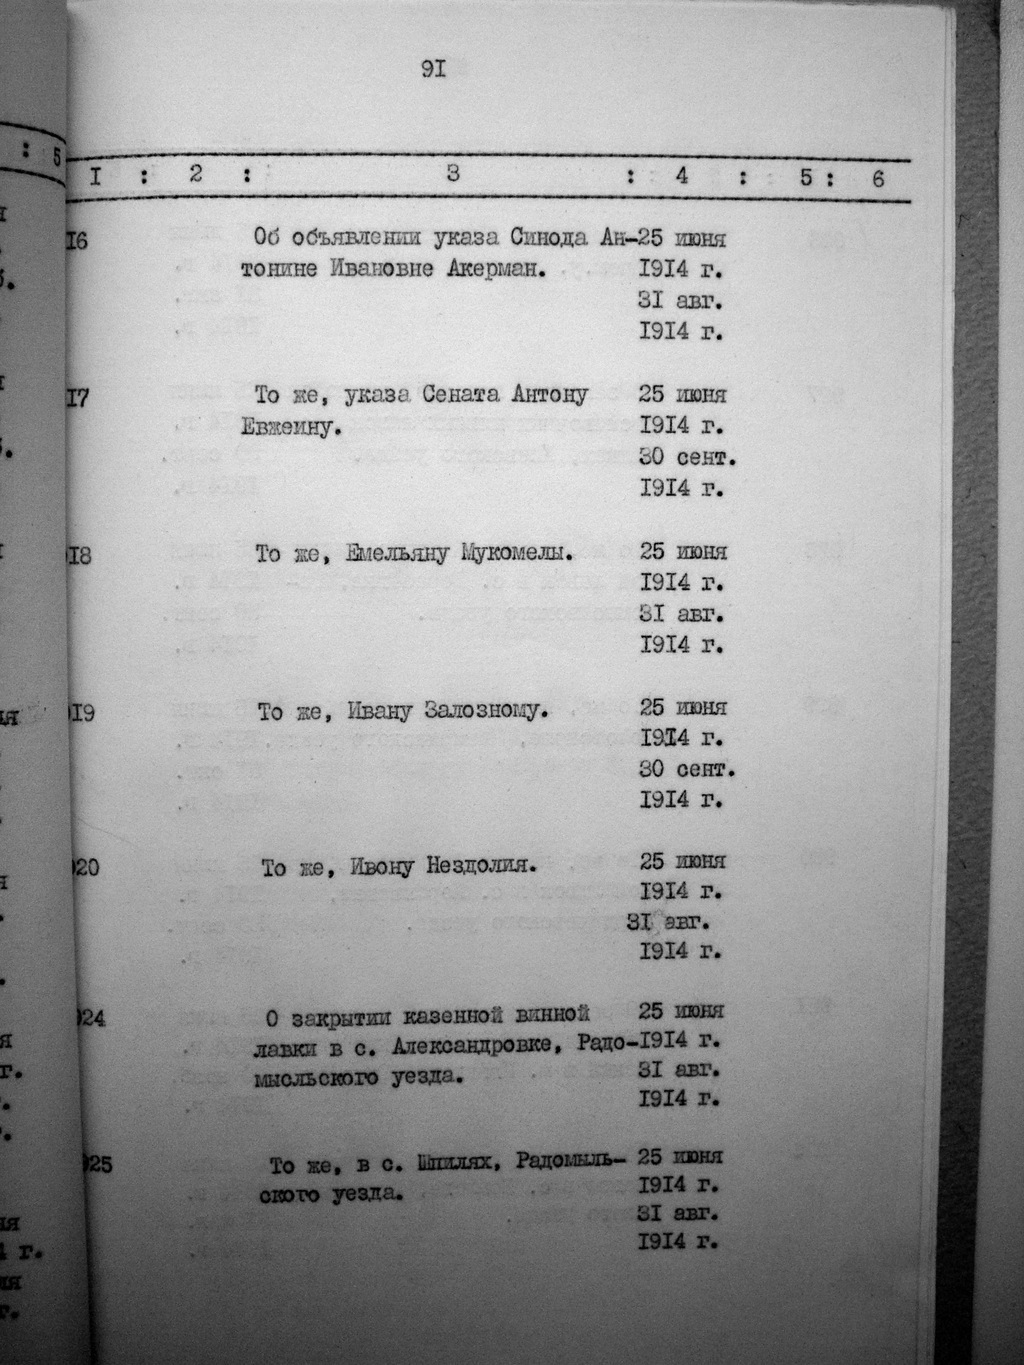 91
: 5
I : 2 : 3 : 4 : 5 : 6
16 Об объявлении указа Синода Ан-25 июня
тонине Ивановне Акерман. 1914 г.
31 авг.
1914 г.
17 То же, указа Сената Антону 25 июня
Евжеину. 1914 г.
30 сент.
1914 г.
18 То же, Емельяну Мукомелы. 25 июня
1914 г.
31 авг.
1914 г.
19 То же, Ивану Залозному. 25 июня
1914 г.
30 сент.
1914 г.
20 То же, Ивону Нездолия. 25 июня
1914 г.
31 авг.
1914 г.
24 О закрытии казенной винной 25 июня
лавки в с. Александровке, Радо-1914 г.
мысльского уезда. 31 авг.
1914 г.
25 То же, в с. Шпилях, Радомыль- 25 июня
ского уезда. 1914 г.
31 авг.
1914 г.